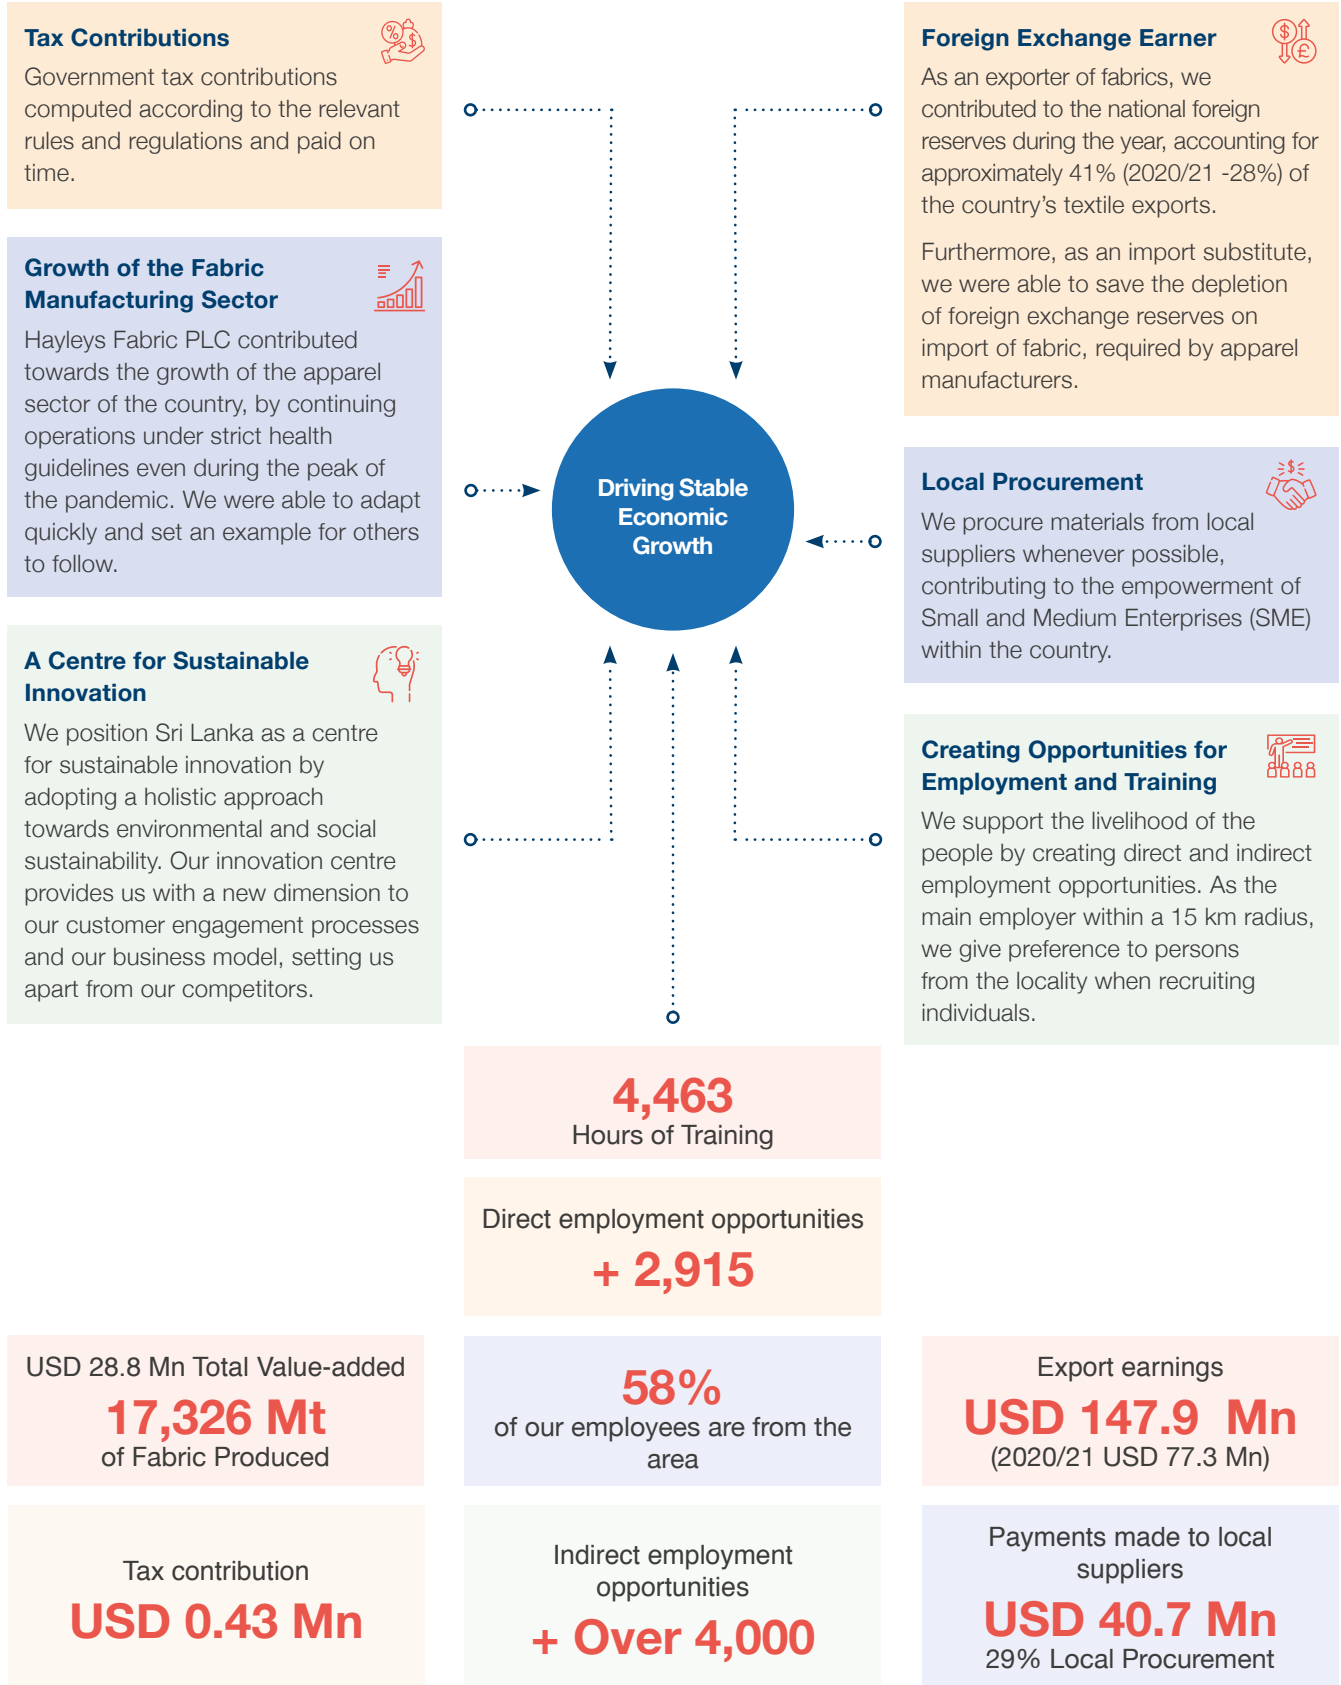 Tax Contributions
Government tax contributions
computed according to the relevant
rules and regulations and paid on
time.
Growth of the Fabric
Manufacturing Sector
Hayleys Fabric PLC contributed
towards the growth of the apparel
sector of the country, by continuing
operations under strict health
guidelines even during the peak of
the pandemic. We were able to adapt
quickly and set an example for others
to follow.
A Centre for Sustainable
Innovation
We position Sri Lanka as a centre
for sustainable innovation by
adopting a holistic approach
towards environmental and social
sustainability. Our innovation centre
provides us with a new dimension to
our customer engagement processes
and our business model, setting us
apart from our competitors.
Driving Stable
Economic
Growth
Foreign Exchange Earner
As an exporter of fabrics, we
contributed to the national foreign
reserves during the year, accounting for
approximately 41% (2020/21 -28%) of
the country's textile exports.
Furthermore, as an import substitute,
we were able to save the depletion
of foreign exchange reserves on
import of fabric, required by apparel
manufacturers.
Local Procurement
We procure materials from local
suppliers whenever possible,
contributing to the empowerment of
Small and Medium Enterprises (SME)
within the country.
Creating Opportunities for
Employment and Training
We support the livelihood of the
people by creating direct and indirect
employment opportunities. As the
main employer within a 15 km radius,
we give preference to persons
from the locality when recruiting
individuals.
4,463
Hours of Training
Direct employment opportunities
+ 2,915
USD 28.8 Mn Total Value-added
17,326 Mt
of Fabric Produced
58%
of our employees are from the
area
Export earnings
USD 147.9 Mn
(2020/21 USD 77.3 Mn)
Tax contribution
USD 0.43 Mn
Indirect employment
opportunities
+ Over 4,000
Payments made to local
suppliers
USD 40.7 Mn
29% Local Procurement